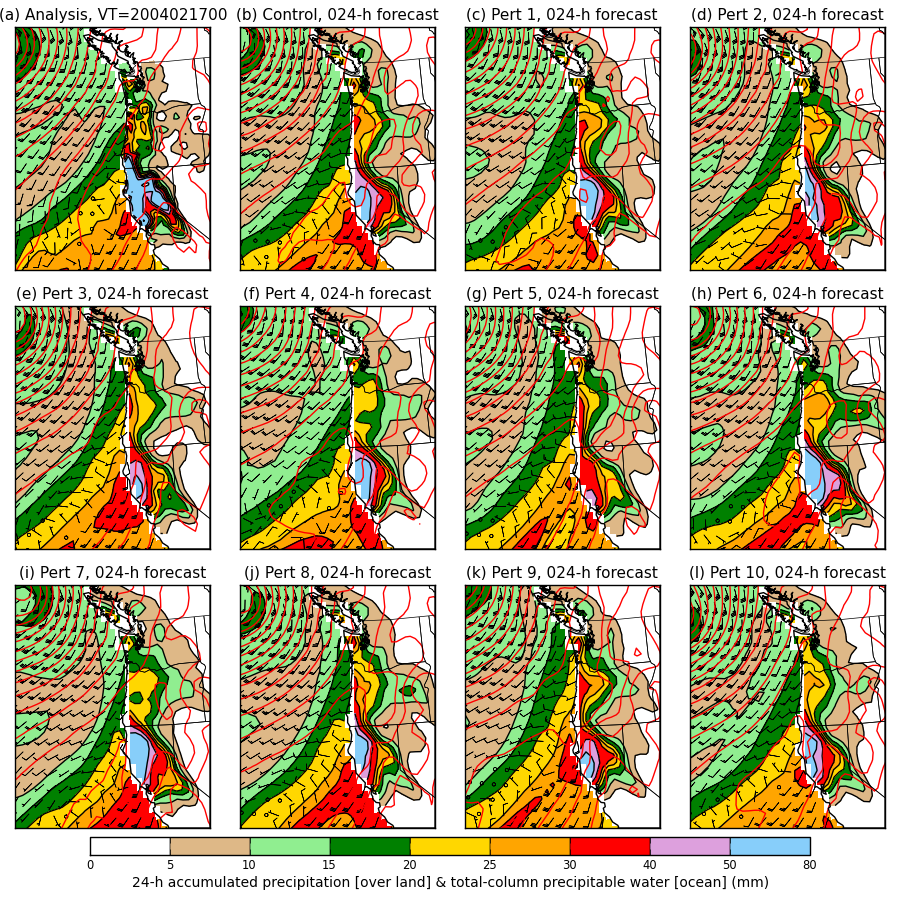 (a) Analysis, VT=2004021700 (b) Control, 024-h forecast (c) Pert 1, 024-h forecast (d) Pert 2, 024-h forecast
(e) Pert 3, 024-h forecast (f) Pert 4, 024-h forecast (g) Pert 5, 024-h forecast (h) Pert 6, 024-h forecast
(i) Pert 7, 024-h forecast (j) Pert 8, 024-h forecast (k) Pert 9, 024-h forecast (l) Pert 10, 024-h forecast
0 5 10 15 20 25 30 40 50 80
24-h accumulated precipitation [over land] & total-column precipitable water [ocean] (mm)